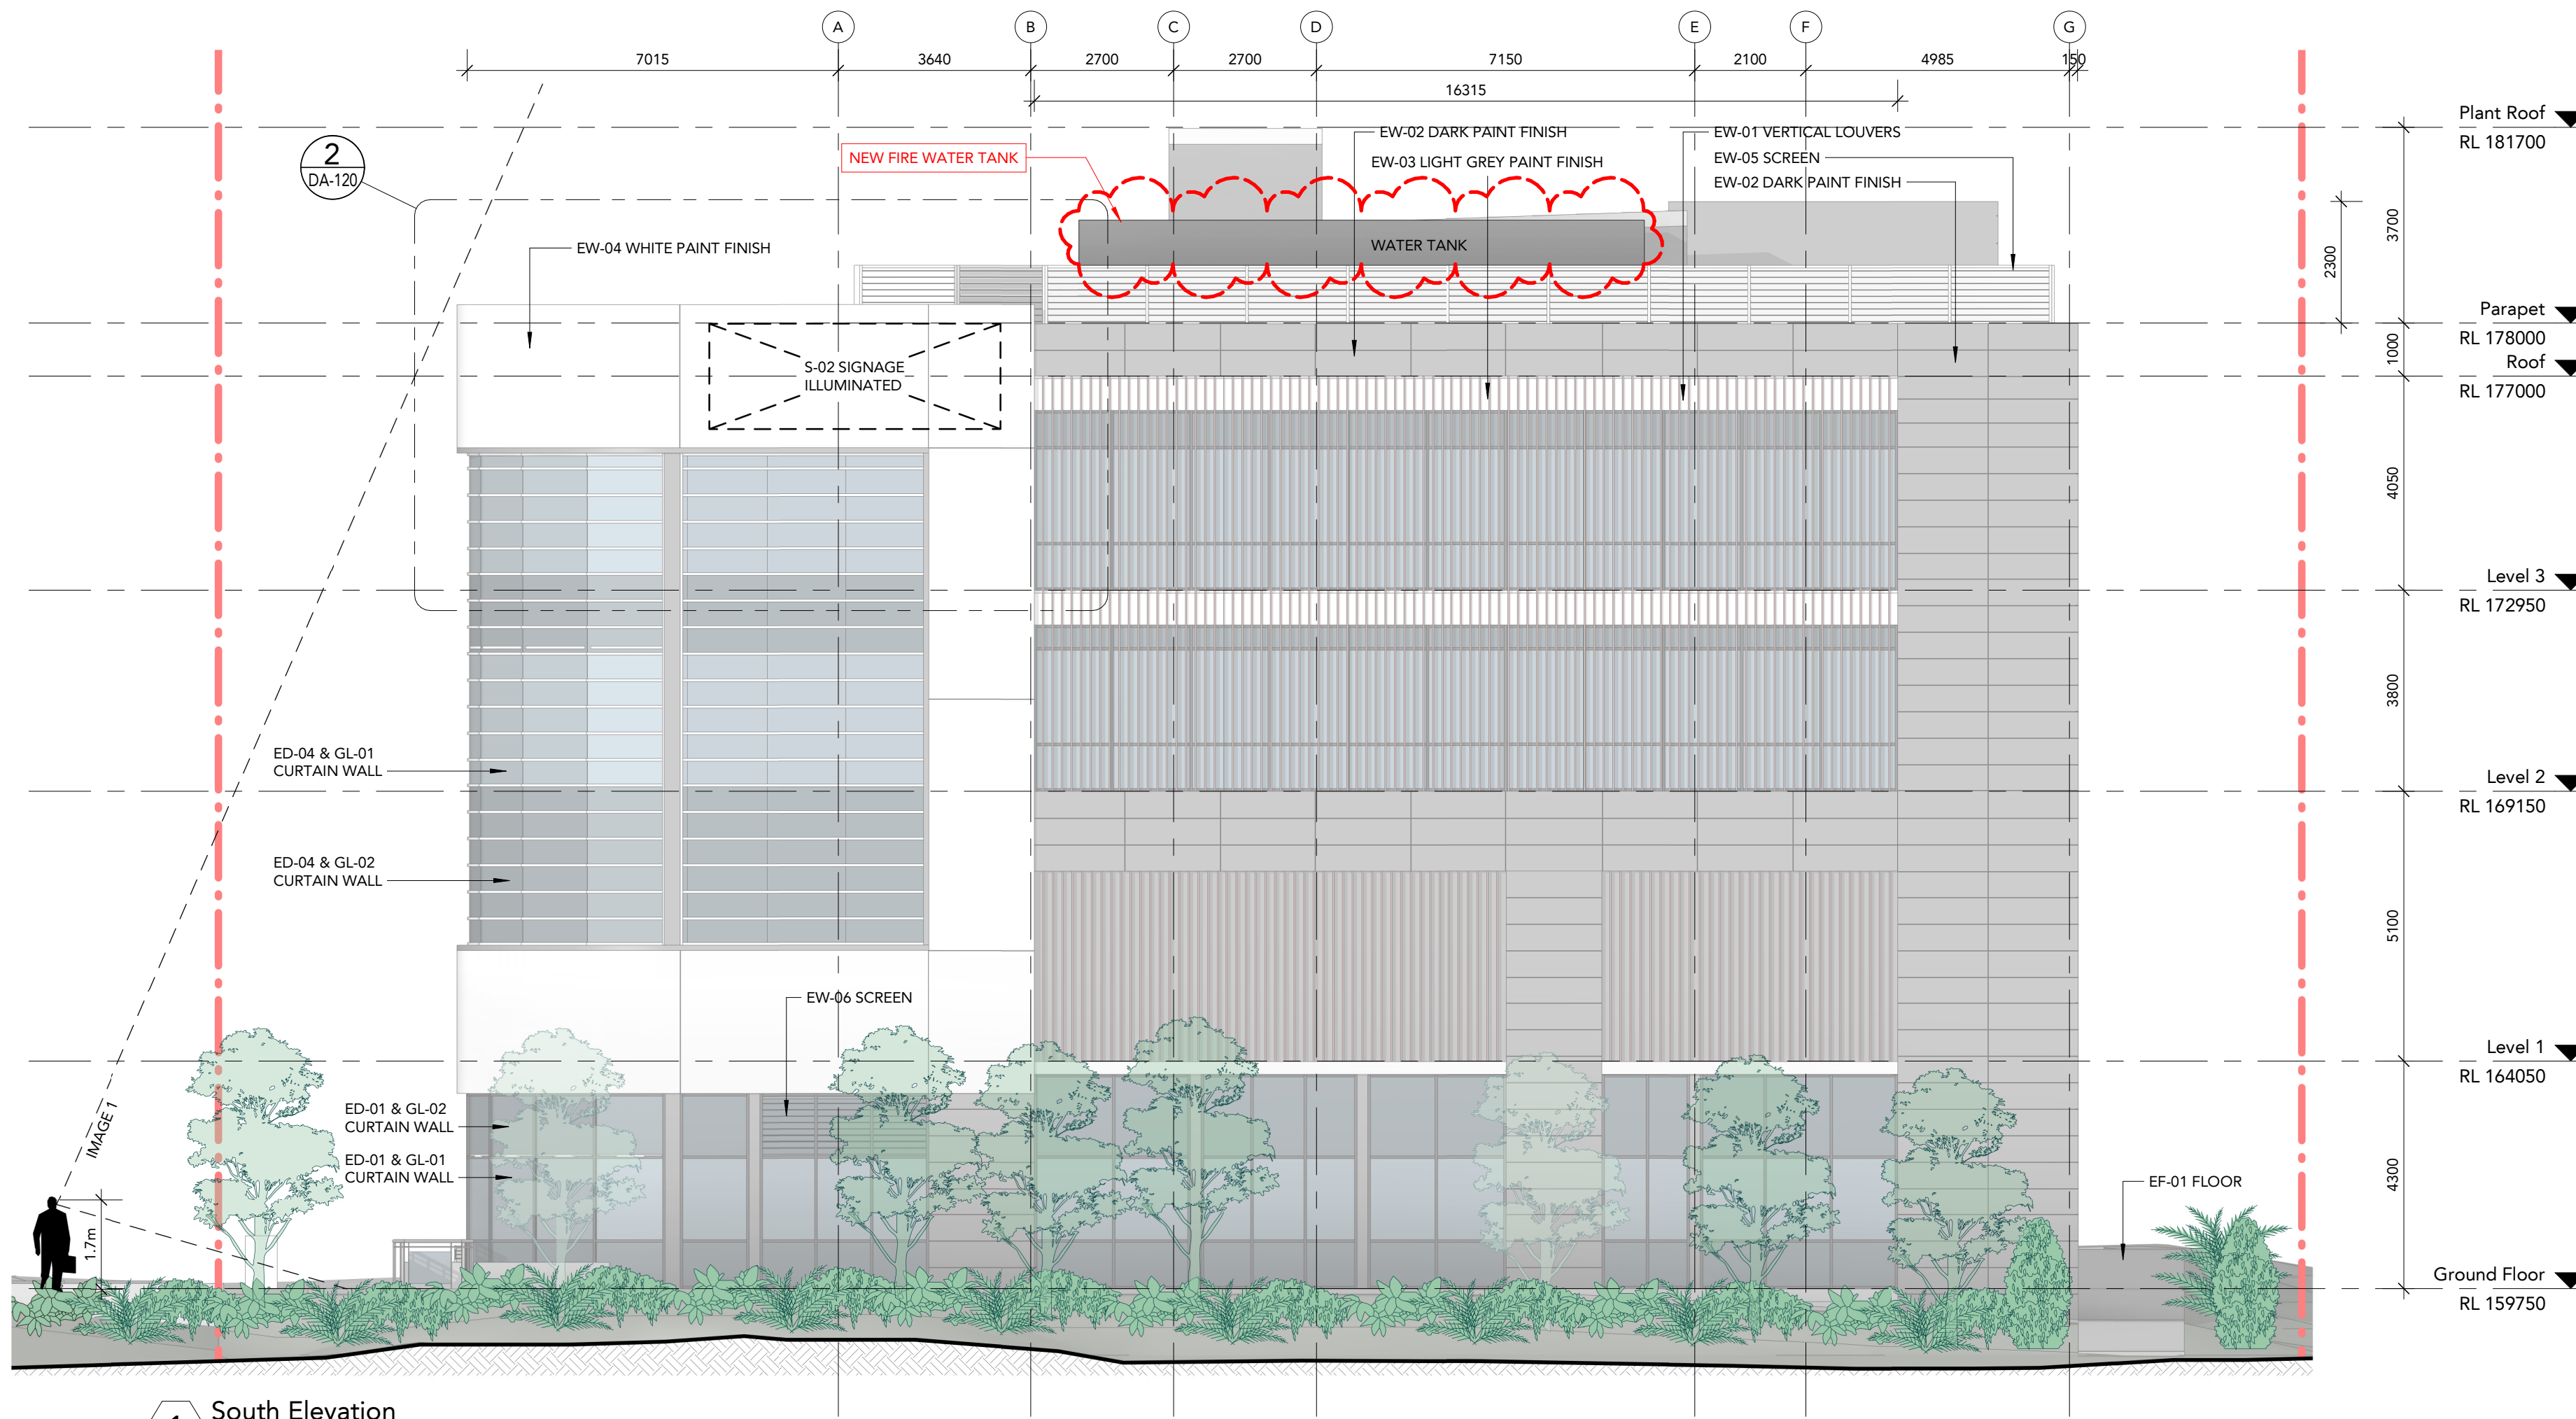 A
B
C
D
E
F
G
7015
3640
2700
2700
7150
2100
4985
150
16315
Plant Roof
RL 181700
2
DA-120
NEW FIRE WATER TANK
EW-02 DARK PAINT FINISH
EW-03 LIGHT GREY PAINT FINISH
EW-01 VERTICAL LOUVERS
EW-05 SCREEN
EW-02 DARK PAINT FINISH
3700
2300
EW-04 WHITE PAINT FINISH
WATER TANK
Parapet
RL 178000
1000
Roof
RL 177000
S-02 SIGNAGE
ILLUMINATED
4050
Level 3
RL 172950
3800
ED-04 & GL-01
CURTAIN WALL
Level 2
RL 169150
ED-04 & GL-02
CURTAIN WALL
5100
EW-06 SCREEN
Level 1
RL 164050
IMAGE 1
ED-01 & GL-02
CURTAIN WALL
ED-01 & GL-01
CURTAIN WALL
4300
EF-01 FLOOR
1.7m
Ground Floor
RL 159750
South Elevation